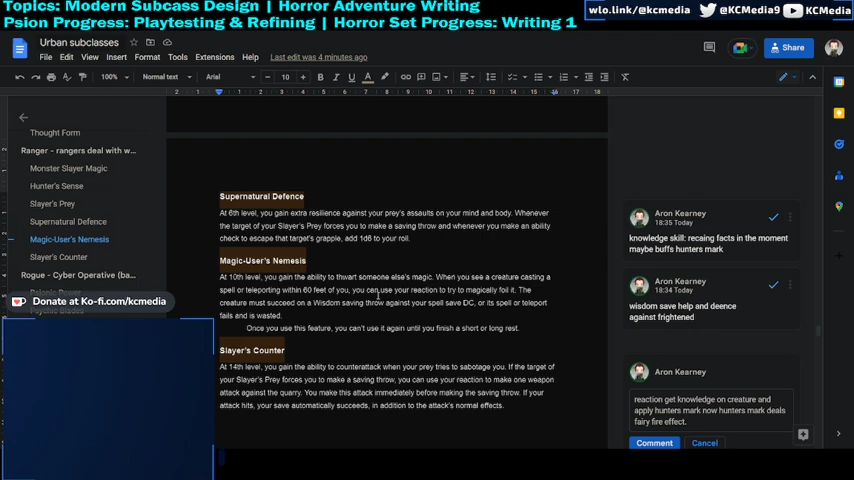 Topics: Modern Subcass Design | Horror Adventure Writing
Psion Progress: Playtesting & Refining | Horror Set Progress: Writing 1
wlo.link/@kcmedia
@KCMedia9
KCMedia
Urban subclasses
File Edit View Insert Format Tools Extensions Help Last edit was 4 minutes ago
Share
100% Normal text Arial 10
Thought Form
Ranger - rangers deal with w...
Monster Slayer Magic
Hunter's Sense
Slayer's Prey
Supernatural Defence
Magic-User's Nemesis
Slayer's Counter
Rogue - Cyber Operative (ba...
Donate at Ko-fi.com/kcmedia
Psychic Blades
Supernatural Defence
At 6th level, you gain extra resilience against your prey's assaults on your mind and body. Whenever
the target of your Slayer's Prey forces you to make a saving throw and whenever you make an ability
check to escape that target's grapple, add 1d6 to your roll.
Magic-User's Nemesis
At 10th level, you gain the ability to thwart someone else's magic. When you see a creature casting a
spell or teleporting within 60 feet of you, you can use your reaction to try to magically foil it. The
creature must succeed on a Wisdom saving throw against your spell save DC, or its spell or teleport
fails and is wasted.
Once you use this feature, you can't use it again until you finish a short or long rest.
Slayer's Counter
At 14th level, you gain the ability to counterattack when your prey tries to sabotage you. If the target of
your Slayer's Prey forces you to make a saving throw, you can use your reaction to make one weapon
attack against the quarry. You make this attack immediately before making the saving throw. If your
attack hits, your save automatically succeeds, in addition to the attack's normal effects.
Aron Kearney
18:35 Today
knowledge skill: recaing facts in the moment
maybe buffs hunters mark
Aron Kearney
18:34 Today
wisdom save help and deence
against frightented
Aron Kearney
reaction get knowledge on creature and
apply hunters mark now hunters mark deals
fairy fire effect.
Comment Cancel